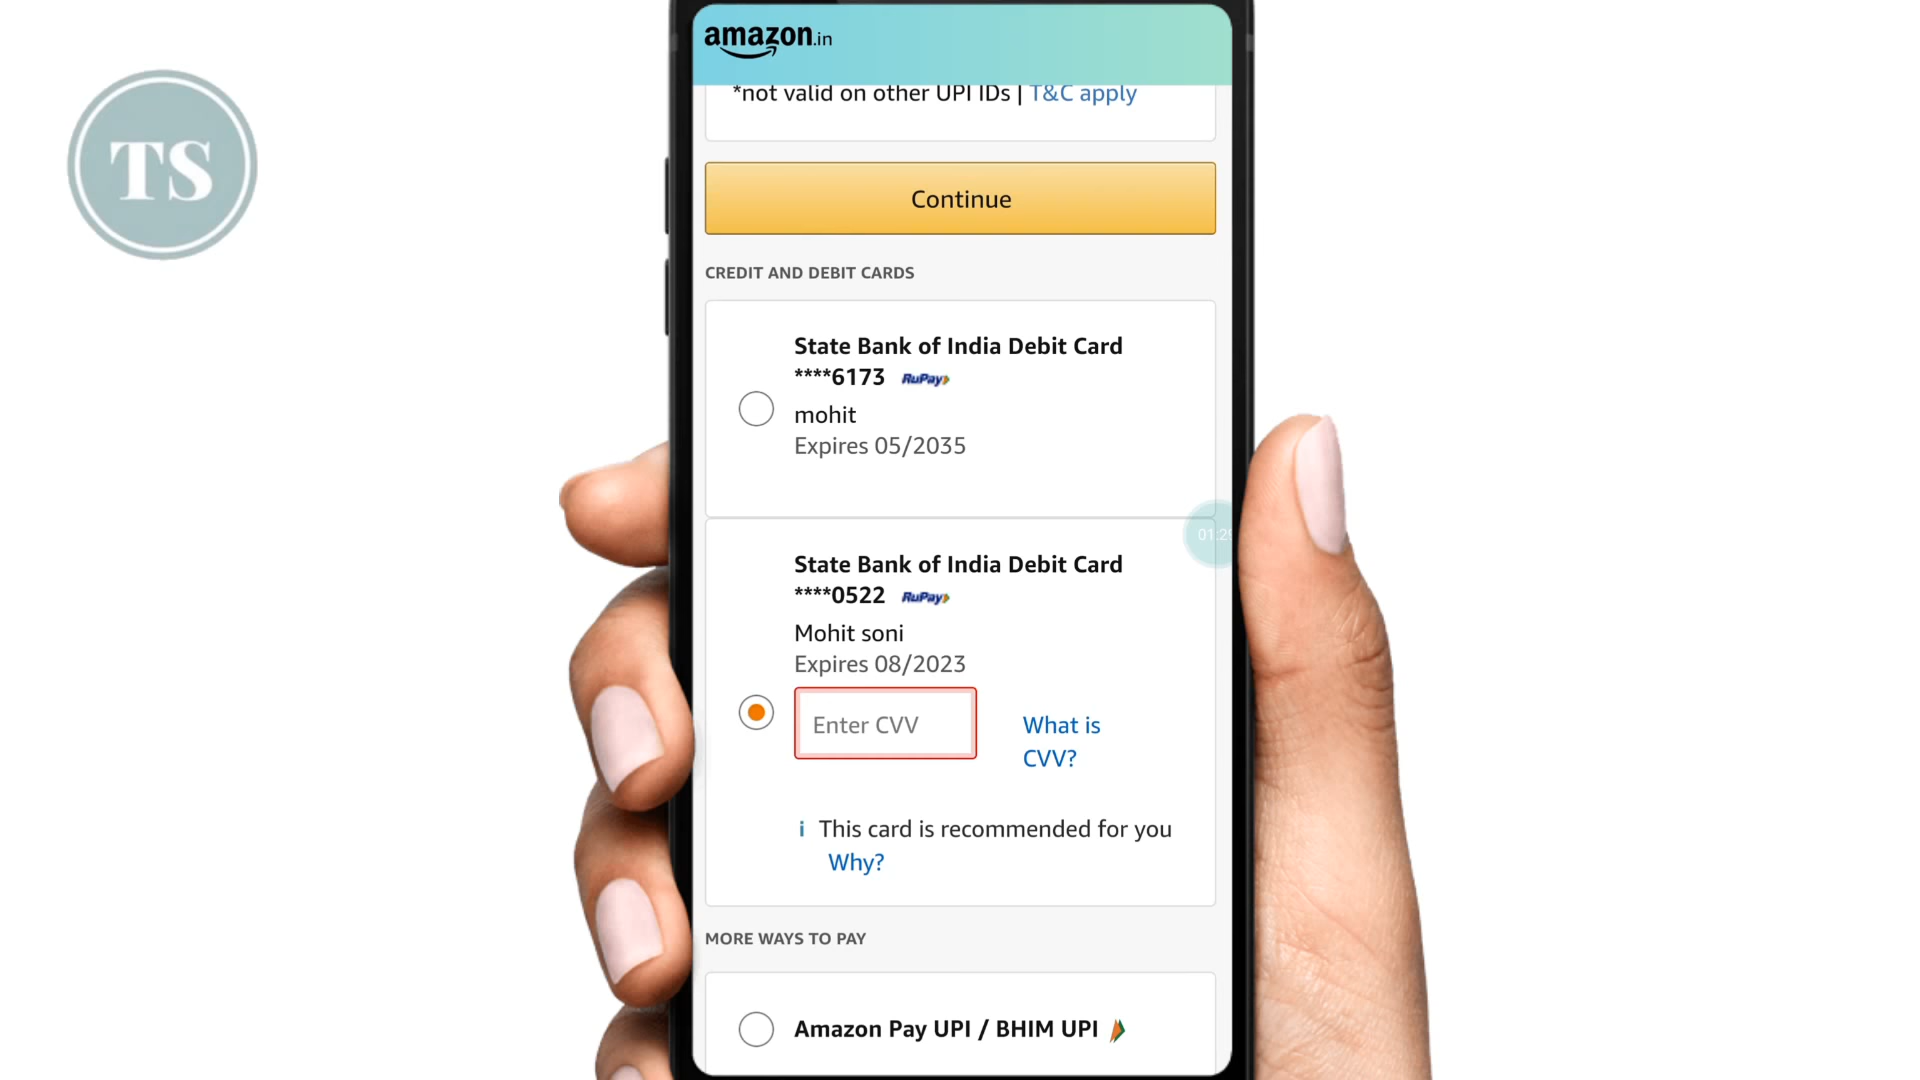 TS
amazon.in
*not valid on other UPI IDs | T&C apply
Continue
CREDIT AND DEBIT CARDS
State Bank of India Debit Card
****6173 RuPay
mohit
Expires 05/2035
01:29
State Bank of India Debit Card
****0522 RuPay
Mohit soni
Expires 08/2023
Enter CVV
What is
CVV?
i This card is recommended for you
Why?
MORE WAYS TO PAY
Amazon Pay UPI / BHIM UPI